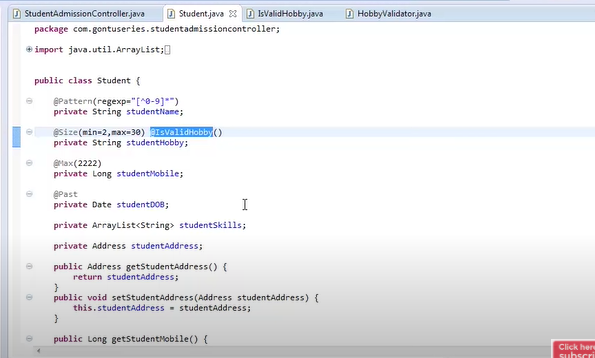 StudentAdmissionController.java Student.java IsValidHobby.java HobbyValidator.java
package com.gontuseries.studentadmissioncontroller;
import java.util.ArrayList;
public class Student {
@Pattern(regexp="[^0-9]*")
private String studentName;
@Size(min=2,max=30) @IsValidHobby()
private String studentHobby;
@Max(2222)
private Long studentMobile;
@Past
private Date studentDOB;
private ArrayList<String> studentSkills;
private Address studentAddress;
public Address getStudentAddress() {
return studentAddress;
}
public void setStudentAddress(Address studentAddress) {
this.studentAddress = studentAddress;
}
public Long getStudentMobile() {
Click here